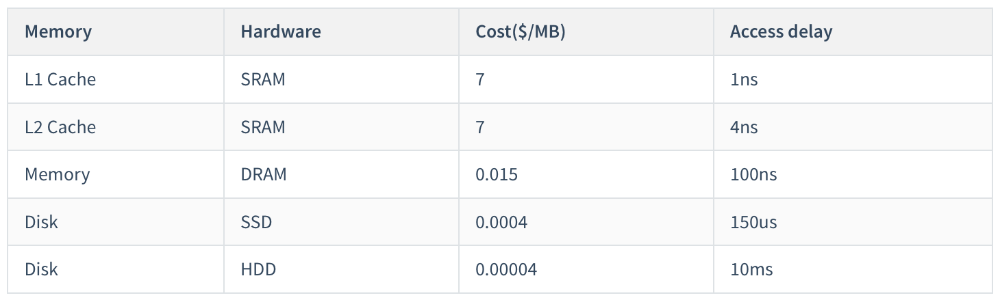 Memory Hardware Cost($/MB) Access delay
L1 Cache SRAM 7 1ns
L2 Cache SRAM 7 4ns
Memory DRAM 0.015 100ns
Disk SSD 0.0004 150us
Disk HDD 0.00004 10ms